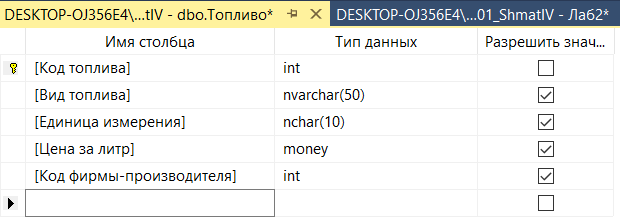 DESKTOP-OJ356E4\...tIV - dbo.Топливо* DESKTOP-OJ356E4\...01_ShmatIV - Лаб2*
Имя столбца Тип данных Разрешить знач...
[Код топлива] int
[Вид топлива] nvarchar(50)
[Единица измерения] nchar(10)
[Цена за литр] money
[Код фирмы-производителя] int